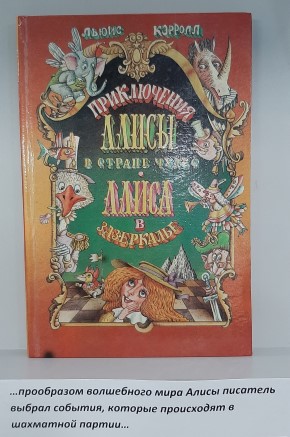 ЛЬЮИС КЭРРОЛЛ
ПРИКЛЮЧЕНИЯ
АЛИСЫ
В СТРАНЕ ЧУДЕС
АЛИСА
В
ЗАЗЕРКАЛЬЕ
...прообразом волшебного мира Алисы писатель
выбрал события, которые происходят в
шахматной партии...